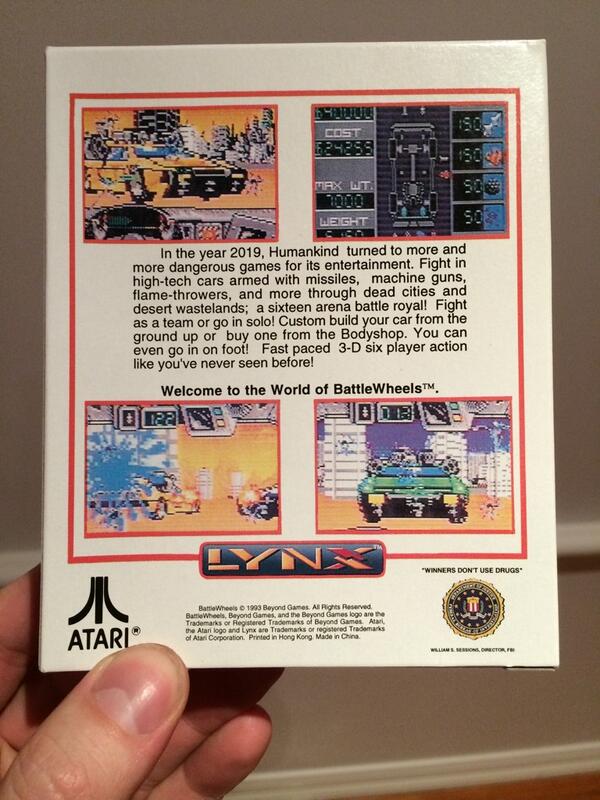 COST
MAX WT.
7000
WEIGHT
150
150
50
50
In the year 2019, Humankind turned to more and
more dangerous games for its entertainment. Fight in
high-tech cars armed with missiles, machine guns,
flame-throwers, and more through dead cities and
desert wastelands; a sixteen arena battle royal! Fight
as a team or go in solo! Custom build your car from the
ground up or buy one from the Bodyshop. You can
even go in on foot! Fast paced 3-D six player action
like you've never seen before!
Welcome to the World of BattleWheels™.
122
013
LYNX™
"WINNERS DON'T USE DRUGS"
BattleWheels © 1993 Beyond Games. All Rights Reserved.
BattleWheels, Beyond Games, and the Beyond Games logo are the
Trademarks or Registered Trademarks of Beyond Games. Atari,
the Atari logo and Lynx are Trademarks or registered Trademarks
of Atari Corporation. Printed in Hong Kong. Made in China.
ATARI®
WILLIAM S. SESSIONS, DIRECTOR, FBI